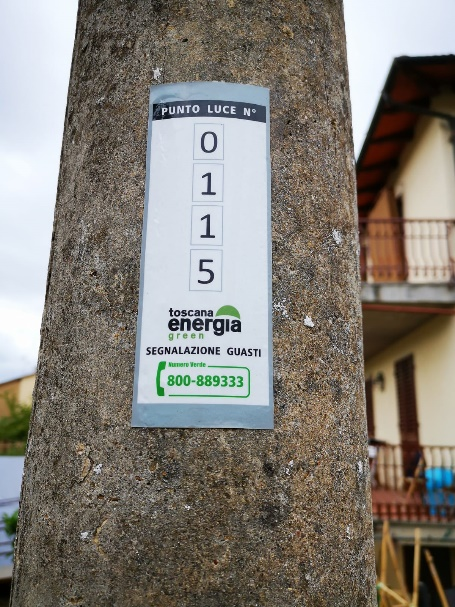 PUNTO LUCE N°
0
1
1
5
toscana
energia
green
SEGNALAZIONE GUASTI
Numero Verde
800-889333